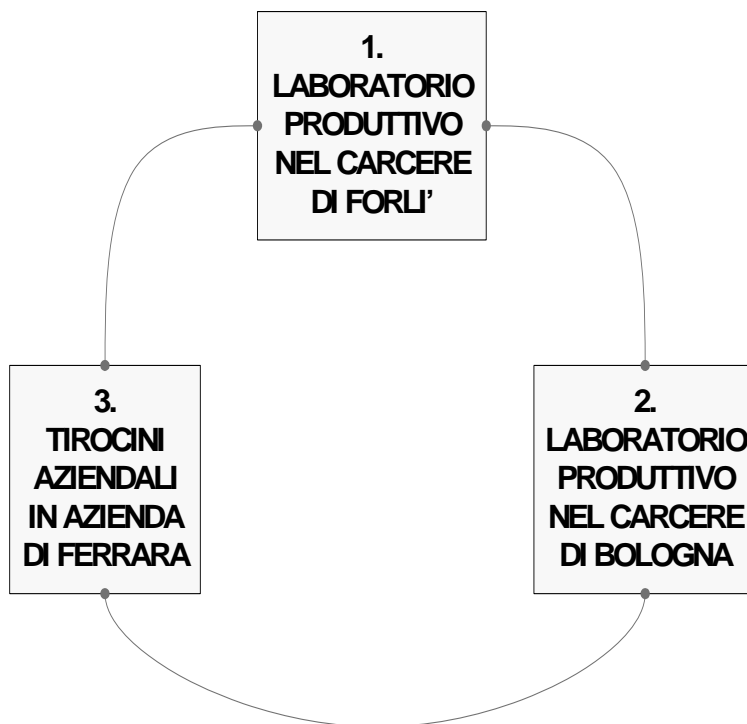 1.
LABORATORIO
PRODUTTIVO
NEL CARCERE
DI FORLI’
3.
TIROCINI
AZIENDALI
IN AZIENDA
DI FERRARA
2.
LABORATORIO
PRODUTTIVO
NEL CARCERE
DI BOLOGNA